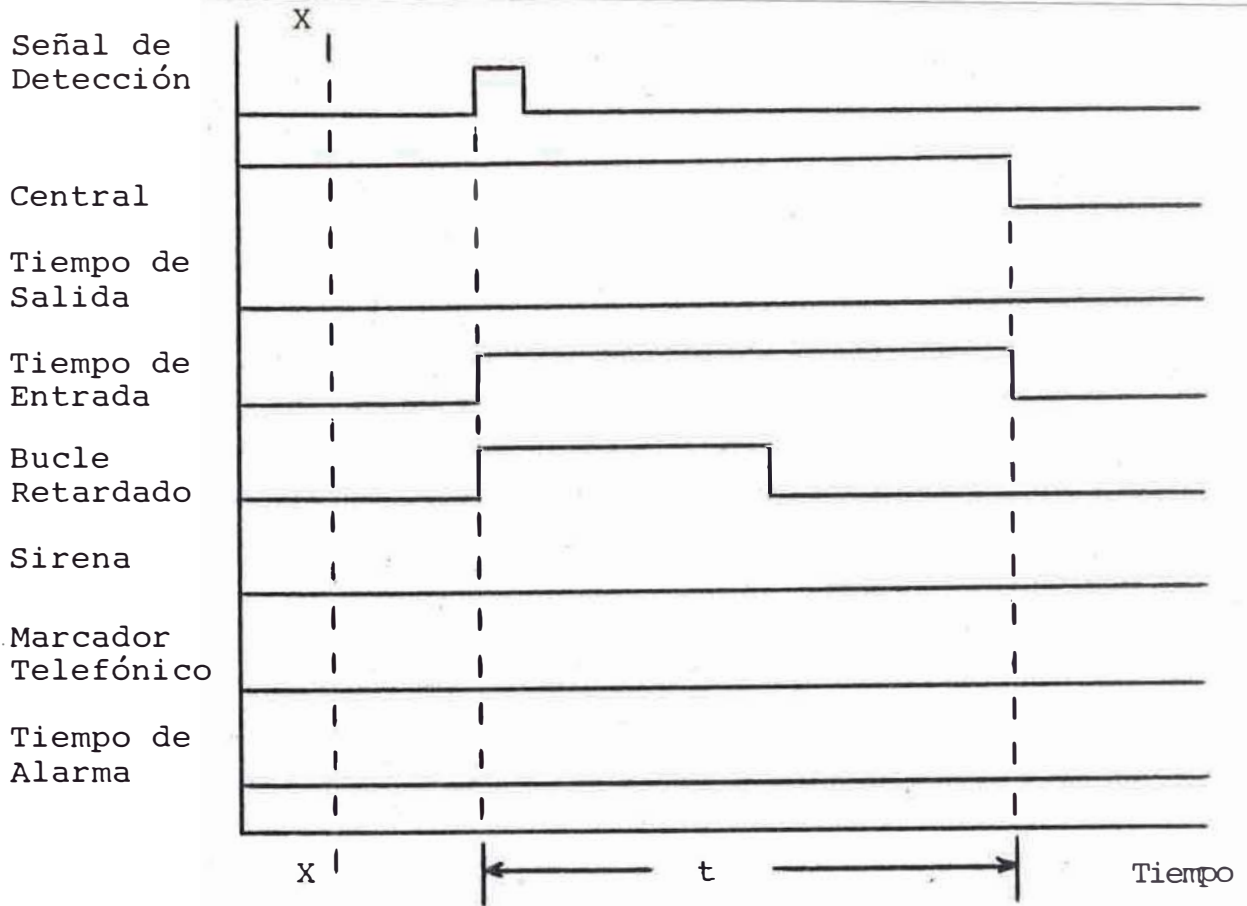 X
Señal de
Detección
Central
Tiempo de
Salida
Tiempo de
Entrada
Bucle
Retardado
Sirena
Marcador
Telefónico
Tiempo de
Alarma
X
t
Tiempo